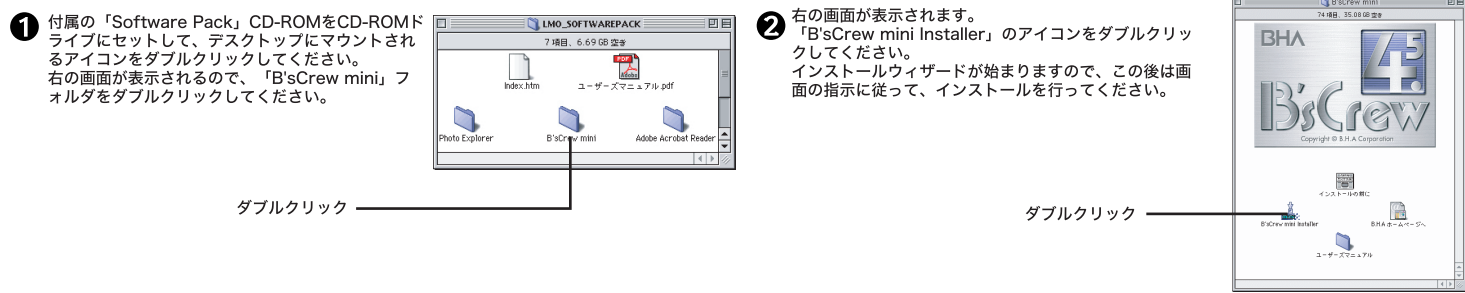 ❶ 付属の「Software Pack」CD-ROMをCD-ROMド
ライブにセットして、デスクトップにマウントされ
るアイコンをダブルクリックしてください。
右の画面が表示されるので、「B'sCrew mini」フ
ォルダをダブルクリックしてください。
LMO_SOFTWAREPACK
7 項目、6.69 GB 空き
PDF
Adobe
Index.htm
ユーザーズマニュアル.pdf
Photo Explorer
B'sCrew mini
Adobe Acrobat Reader
ダブルクリック
❷ 右の画面が表示されます。
「B'sCrew mini Installer」のアイコンをダブルクリッ
クしてください。
インストールウィザードが始まりますので、この後は画
面の指示に従って、インストールを行ってください。
B'sCrew mini
74 項目、35.08 GB 空き
BHA
4.5
B'sCrew
Copyright © B.H.A Corporation
インストールの前に
B'sCrew mini Installer
B.H.A ホームページへ
ユーザーズマニュアル
ダブルクリック